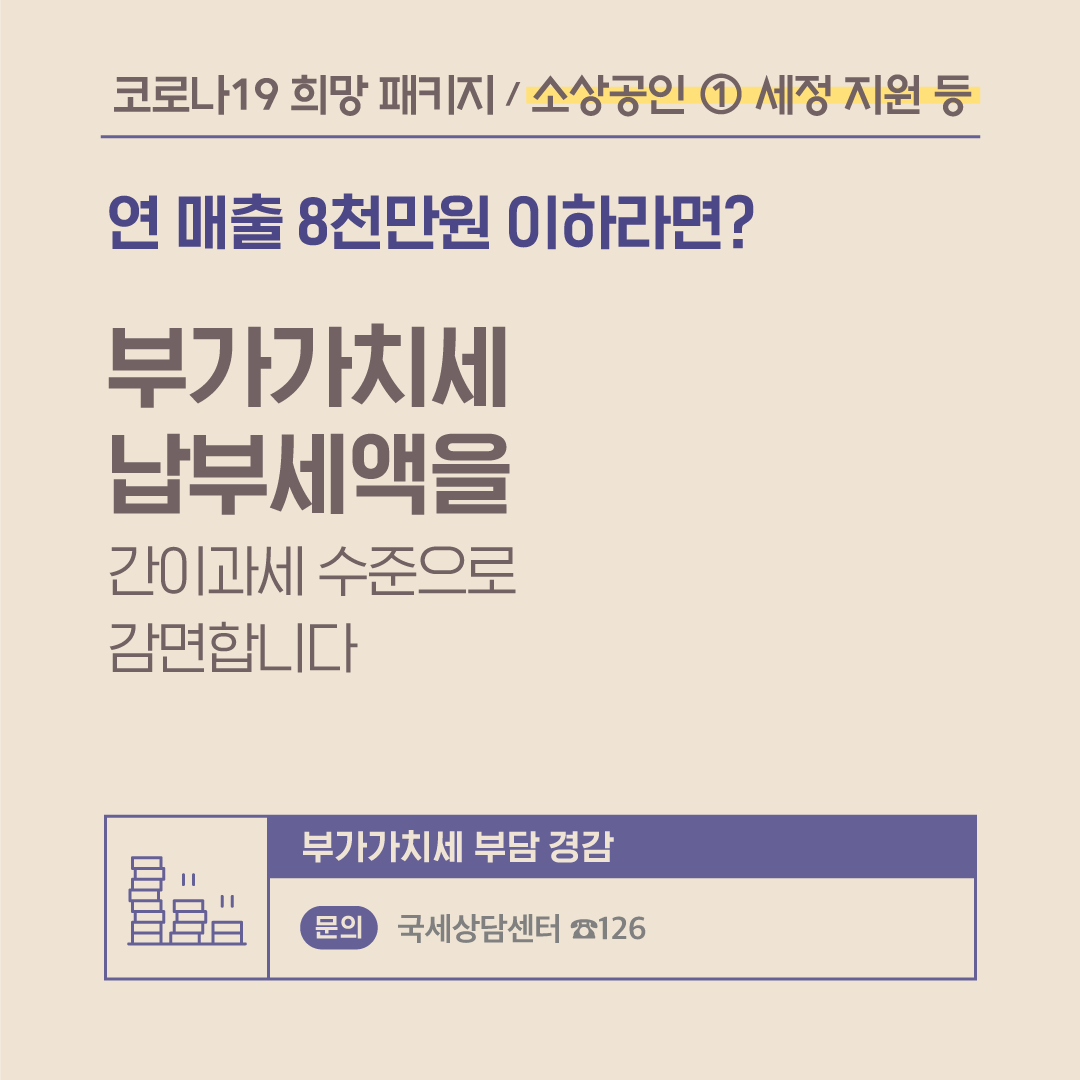 코로나19 희망 패키지 / 소상공인 ① 세정 지원 등
연 매출 8천만원 이하라면?
부가가치세
납부세액을
간이과세 수준으로
감면합니다
부가가치세 부담 경감
문의 국세상담센터 ☎126